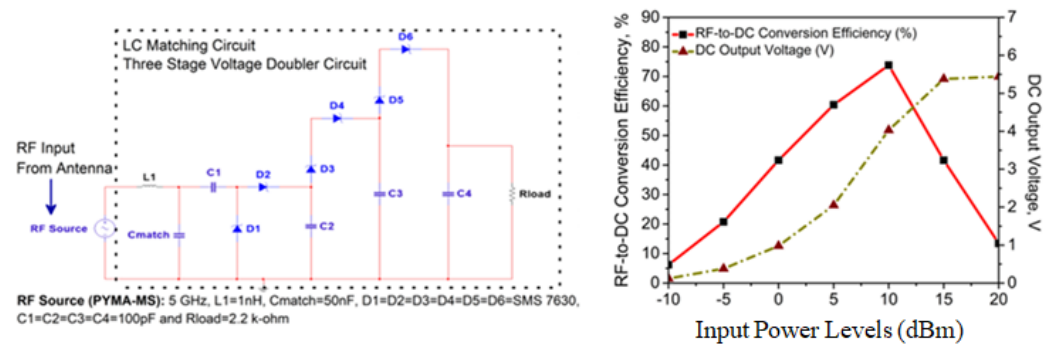 LC Matching Circuit
Three Stage Voltage Doubler Circuit
D6
D5
D4
RF Input
From Antenna
L1
C1
D2
D3
C3
C4
Rload
RF Source
Cmatch
D1
C2
RF Source (PYMA-MS): 5 GHz, L1=1nH, Cmatch=50nF, D1=D2=D3=D4=D5=D6=SMS 7630,
C1=C2=C3=C4=100pF and Rload=2.2 k-ohm
RF-to-DC Conversion Efficiency, %
90
80
70
60
50
40
30
20
10
0
RF-to-DC Conversion Efficiency (%)
DC Output Voltage (V)
7
6
5
4
3
2
1
0
DC Output Voltage, V
-10 -5 0 5 10 15 20
Input Power Levels (dBm)